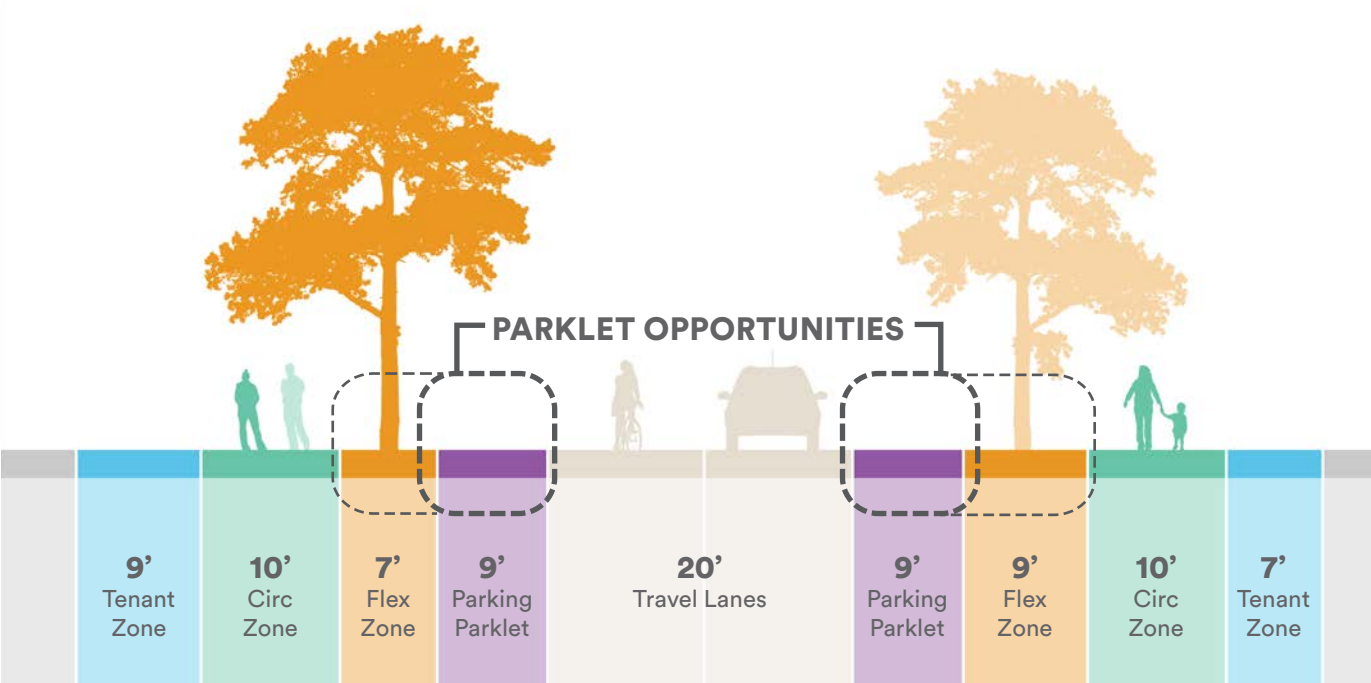 PARKLET OPPORTUNITIES
9’
Tenant
Zone
10’
Circ
Zone
7’
Flex
Zone
9’
Parking
Parklet
20’
Travel Lanes
9’
Parking
Parklet
9’
Flex
Zone
10’
Circ
Zone
7’
Tenant
Zone